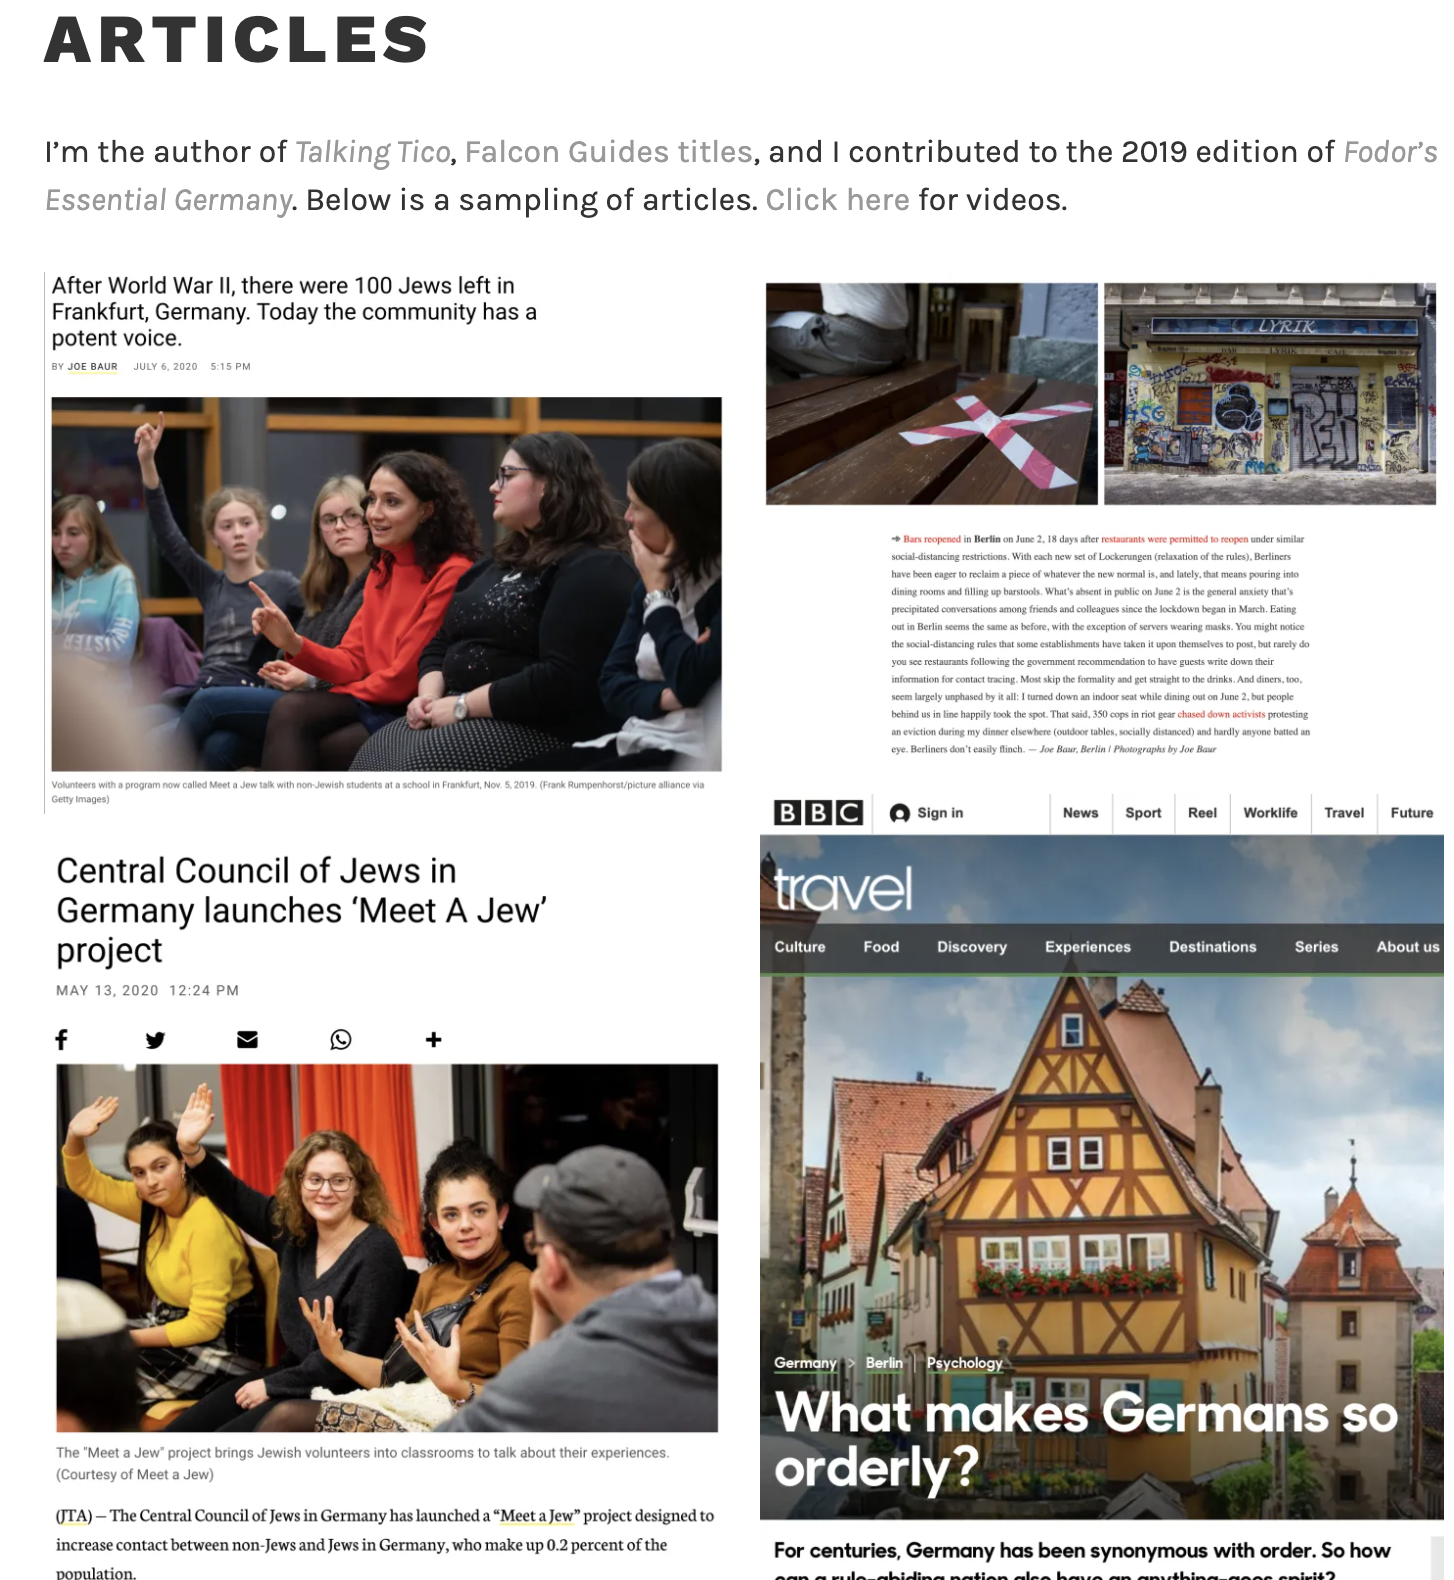 ARTICLES
I’m the author of Talking Tico, Falcon Guides titles, and I contributed to the 2019 edition of Fodor’s
Essential Germany. Below is a sampling of articles. Click here for videos.
After World War II, there were 100 Jews left in
Frankfurt, Germany. Today the community has a
potent voice.
BY JOE BAUR JULY 6, 2020 5:15 PM
Volunteers with a program now called Meet a Jew talk with non-Jewish students at a school in Frankfurt, Nov. 5, 2019. (Frank Rumpenhorst/picture alliance via
Getty Images)
LYRIK
➔ Bars reopened in Berlin on June 2, 18 days after restaurants were permitted to reopen under similar
social-distancing restrictions. With each new set of Lockerungen (relaxation of the rules), Berliners
have been eager to reclaim a piece of whatever the new normal is, and lately, that means pouring into
dining rooms and filling up barstools. What’s absent in public on June 2 is the general anxiety that’s
precipitated conversations among friends and colleagues since the lockdown began in March. Eating
out in Berlin seems the same as before, with the exception of servers wearing masks. You might notice
the social-distancing rules that some establishments have taken it upon themselves to post, but rarely do
you see restaurants following the government recommendation to have guests write down their
information for contact tracing. Most skip the formality and get straight to the drinks. And diners, too,
seem largely unphased by it all: I turned down an indoor seat while dining out on June 2, but people
behind us in line happily took the spot. That said, 350 cops in riot gear chased down activists protesting
an eviction during my dinner elsewhere (outdoor tables, socially distanced) and hardly anyone batted an
eye. Berliners don’t easily flinch. — Joe Baur, Berlin | Photographs by Joe Baur
Central Council of Jews in
Germany launches ‘Meet A Jew’
project
MAY 13, 2020 12:24 PM
The "Meet a Jew" project brings Jewish volunteers into classrooms to talk about their experiences.
(Courtesy of Meet a Jew)
(JTA) — The Central Council of Jews in Germany has launched a “Meet a Jew” project designed to
increase contact between non-Jews and Jews in Germany, who make up 0.2 percent of the
population.
BBC Sign in News Sport Reel Worklife Travel Future
travel
Culture Food Discovery Experiences Destinations Series About us
Germany > Berlin | Psychology
What makes Germans so
orderly?
For centuries, Germany has been synonymous with order. So how
can a rule-abiding nation also have an anything-goes spirit?